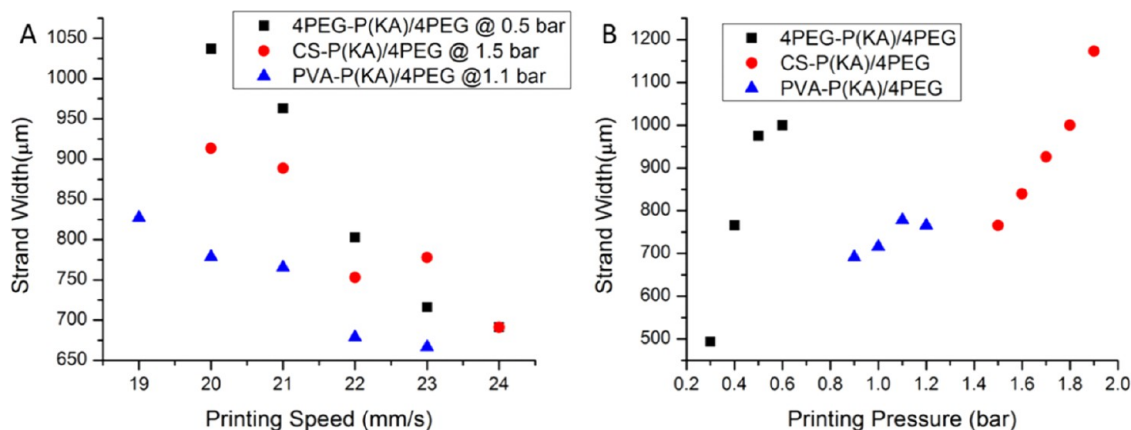 A
4PEG-P(KA)/4PEG @ 0.5 bar
CS-P(KA)/4PEG @ 1.5 bar
PVA-P(KA)/4PEG @1.1 bar
Strand Width(μm)
1050
1000
950
900
850
800
750
700
650
19 20 21 22 23 24
Printing Speed (mm/s)
B
4PEG-P(KA)/4PEG
CS-P(KA)/4PEG
PVA-P(KA)/4PEG
Strand Width(μm)
1200
1100
1000
900
800
700
600
500
0.2 0.4 0.6 0.8 1.0 1.2 1.4 1.6 1.8 2.0
Printing Pressure (bar)